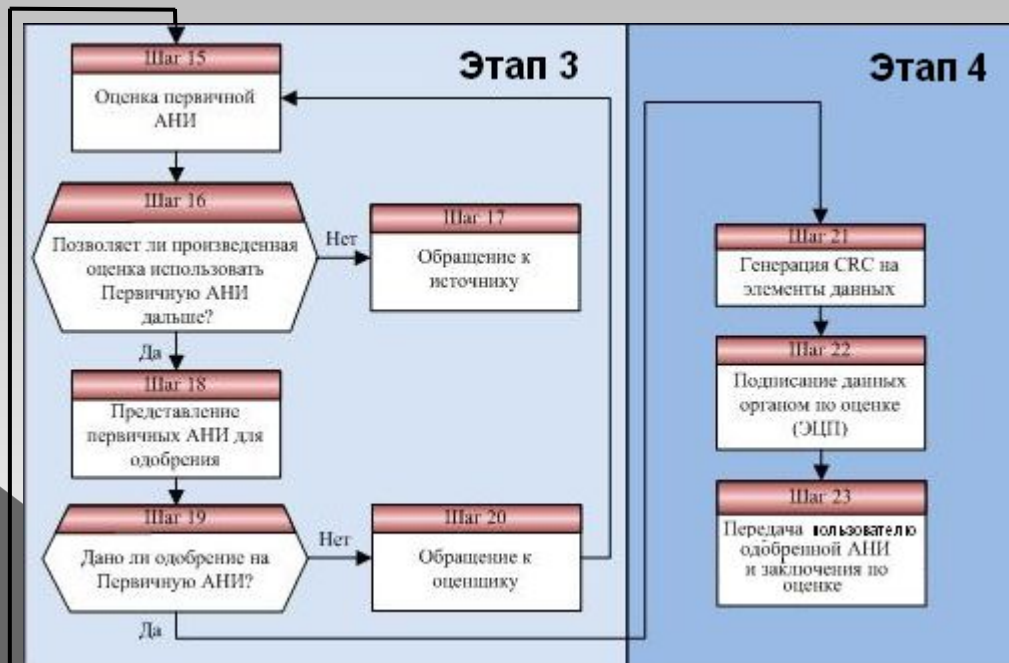 Этап 3
Шаг 15
Оценка первичной
АНИ
Шаг 16
Позволяет ли произведенная
оценка использовать
Первичную АНИ
дальше?
Нет
Шаг 17
Обращение к
источнику
Да
Шаг 18
Представление
первичных АНИ для
одобрения
Шаг 19
Дано ли одобрение на
Первичную АНИ?
Нет
Шаг 20
Обращение к
оценщику
Да
Этап 4
Шаг 21
Генерация CRC на
элементы данных
Шаг 22
Подписание данных
органом по оценке
(ЭЦП)
Шаг 23
Передача пользователю
одобренной АНИ
и заключения по
оценке